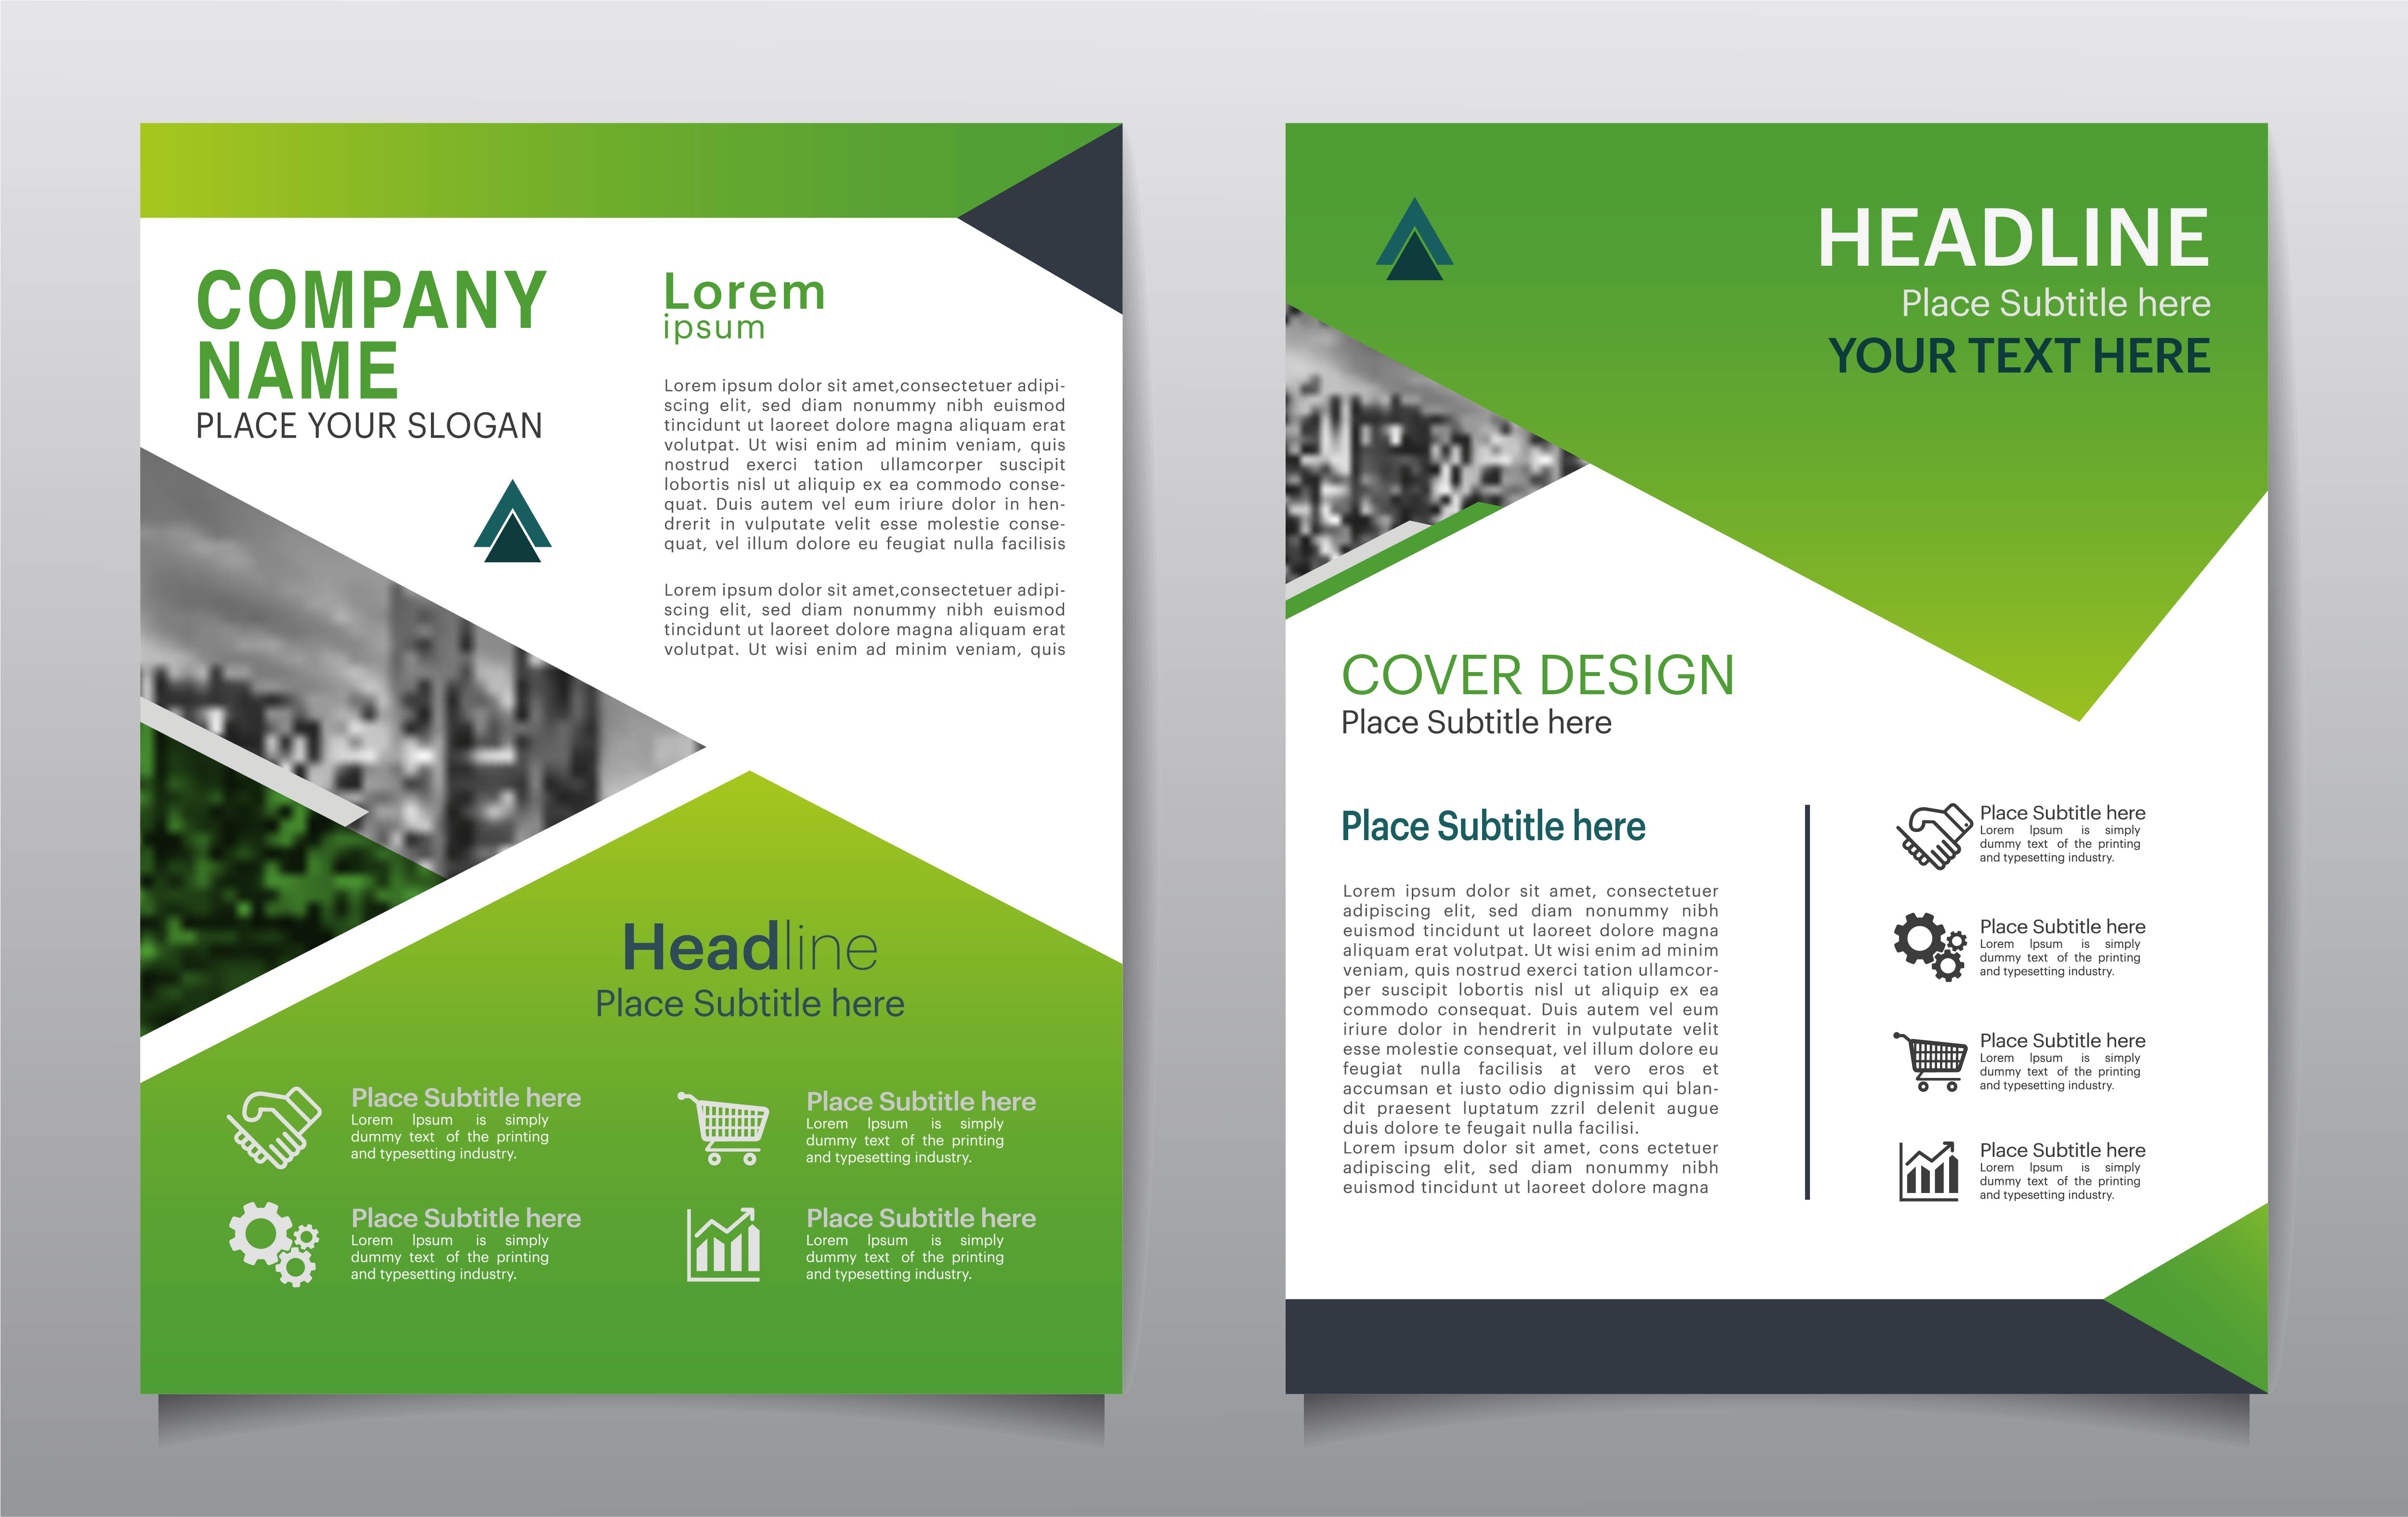 COMPANY
NAME
PLACE YOUR SLOGAN
Lorem
ipsum
Lorem ipsum dolor sit amet,consectetuer adipi-
scing elit, sed diam nonummy nibh euismod
tincidunt ut laoreet dolore magna aliquam erat
volutpat. Ut wisi enim ad minim veniam, quis
nostrud exerci tation ullamcorper suscipit
lobortis nisl ut aliquip ex ea commodo conse-
quat. Duis autem vel eum iriure dolor in hen-
drerit in vulputate velit esse molestie conse-
quat, vel illum dolore eu feugiat nulla facilisis
Lorem ipsum dolor sit amet,consectetuer adipi-
scing elit, sed diam nonummy nibh euismod
tincidunt ut laoreet dolore magna aliquam erat
volutpat. Ut wisi enim ad minim veniam, quis
Headline
Place Subtitle here
Place Subtitle here
Lorem Ipsum is simply
dummy text of the printing
and typesetting industry.
Place Subtitle here
Lorem Ipsum is simply
dummy text of the printing
and typesetting industry.
Place Subtitle here
Lorem Ipsum is simply
dummy text of the printing
and typesetting industry.
Place Subtitle here
Lorem Ipsum is simply
dummy text of the printing
and typesetting industry.
HEADLINE
Place Subtitle here
YOUR TEXT HERE
COVER DESIGN
Place Subtitle here
Place Subtitle here
Lorem ipsum dolor sit amet, consectetuer
adipiscing elit, sed diam nonummy nibh
euismod tincidunt ut laoreet dolore magna
aliquam erat volutpat. Ut wisi enim ad minim
veniam, quis nostrud exerci tation ullamcor-
per suscipit lobortis nisl ut aliquip ex ea
commodo consequat. Duis autem vel eum
iriure dolor in hendrerit in vulputate velit
esse molestie consequat, vel illum dolore eu
feugiat nulla facilisis at vero eros et
accumsan et iusto odio dignissim qui blan-
dit praesent luptatum zzril delenit augue
duis dolore te feugait nulla facilisi.
Lorem ipsum dolor sit amet, cons ectetuer
adipiscing elit, sed diam nonummy nibh
euismod tincidunt ut laoreet dolore magna
Place Subtitle here
Lorem Ipsum is simply
dummy text of the printing
and typesetting industry.
Place Subtitle here
Lorem Ipsum is simply
dummy text of the printing
and typesetting industry.
Place Subtitle here
Lorem Ipsum is simply
dummy text of the printing
and typesetting industry.
Place Subtitle here
Lorem Ipsum is simply
dummy text of the printing
and typesetting industry.